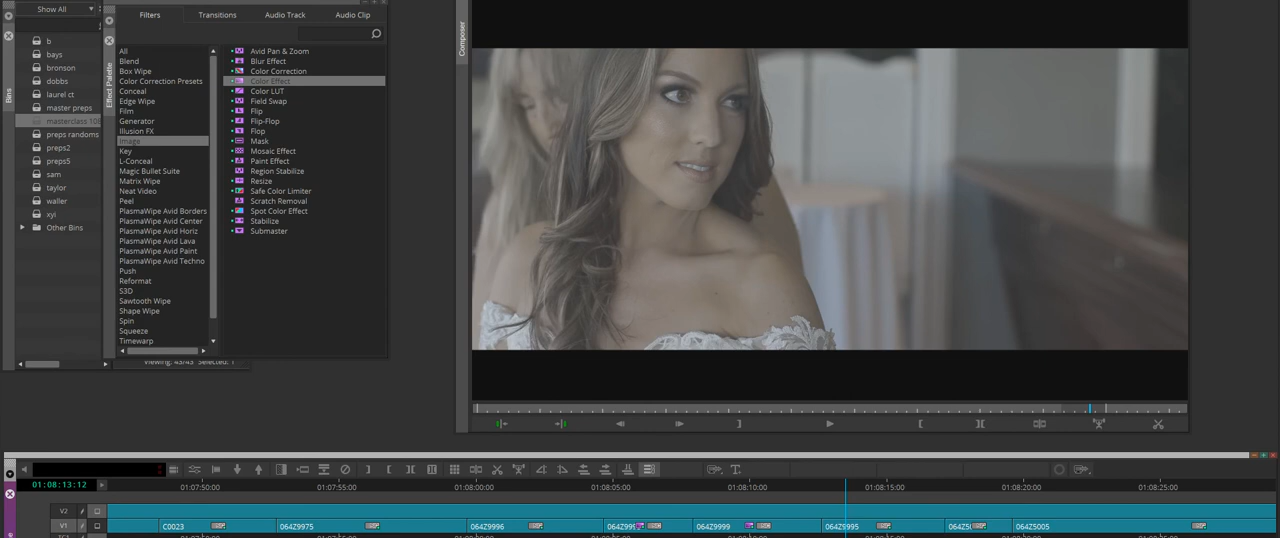 Show All
Bins
b
bays
bronson
dobbs
laurel ct
master preps
masterclass 108
preps randoms
preps2
preps5
sam
taylor
waller
xyi
Other Bins
Effect Palette
Filters
Transitions
Audio Track
Audio Clip
All
Blend
Box Wipe
Color Correction Presets
Conceal
Edge Wipe
Film
Generator
Illusion FX
Image
Key
L-Conceal
Magic Bullet Suite
Matrix Wipe
Neat Video
Peel
PlasmaWipe Avid Borders
PlasmaWipe Avid Center
PlasmaWipe Avid Horiz
PlasmaWipe Avid Lava
PlasmaWipe Avid Paint
PlasmaWipe Avid Techno
Push
Reformat
S3D
Sawtooth Wipe
Shape Wipe
Spin
Squeeze
Timewarp
Avid Pan & Zoom
Blur Effect
Color Correction
Color Effect
Color LUT
Field Swap
Flip
Flip-Flop
Flop
Mask
Mosaic Effect
Paint Effect
Region Stabilize
Resize
Safe Color Limiter
Scratch Removal
Spot Color Effect
Stabilize
Submaster
Viewing: 43/43 Selected: 1
Composer
01:08:13:12
01:07:50:00
01:07:55:00
01:08:00:00
01:08:05:00
01:08:10:00
01:08:15:00
01:08:20:00
01:08:25:00
V2
V1
C0023
064Z9975
064Z9996
064Z999
064Z9999
064Z9995
064Z5005